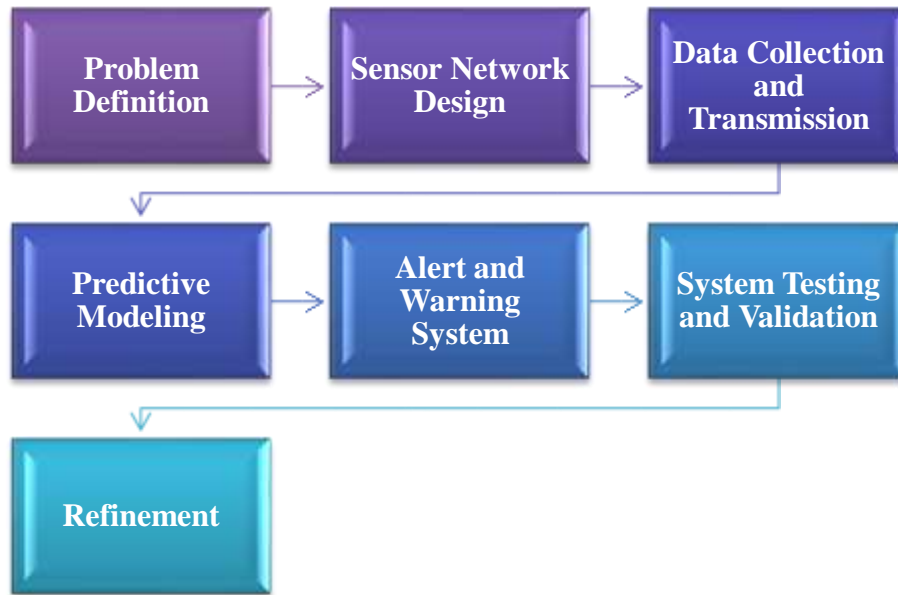 Problem
Definition
Sensor Network
Design
Data Collection
and
Transmission
Predictive
Modeling
Alert and
Warning
System
System Testing
and Validation
Refinement